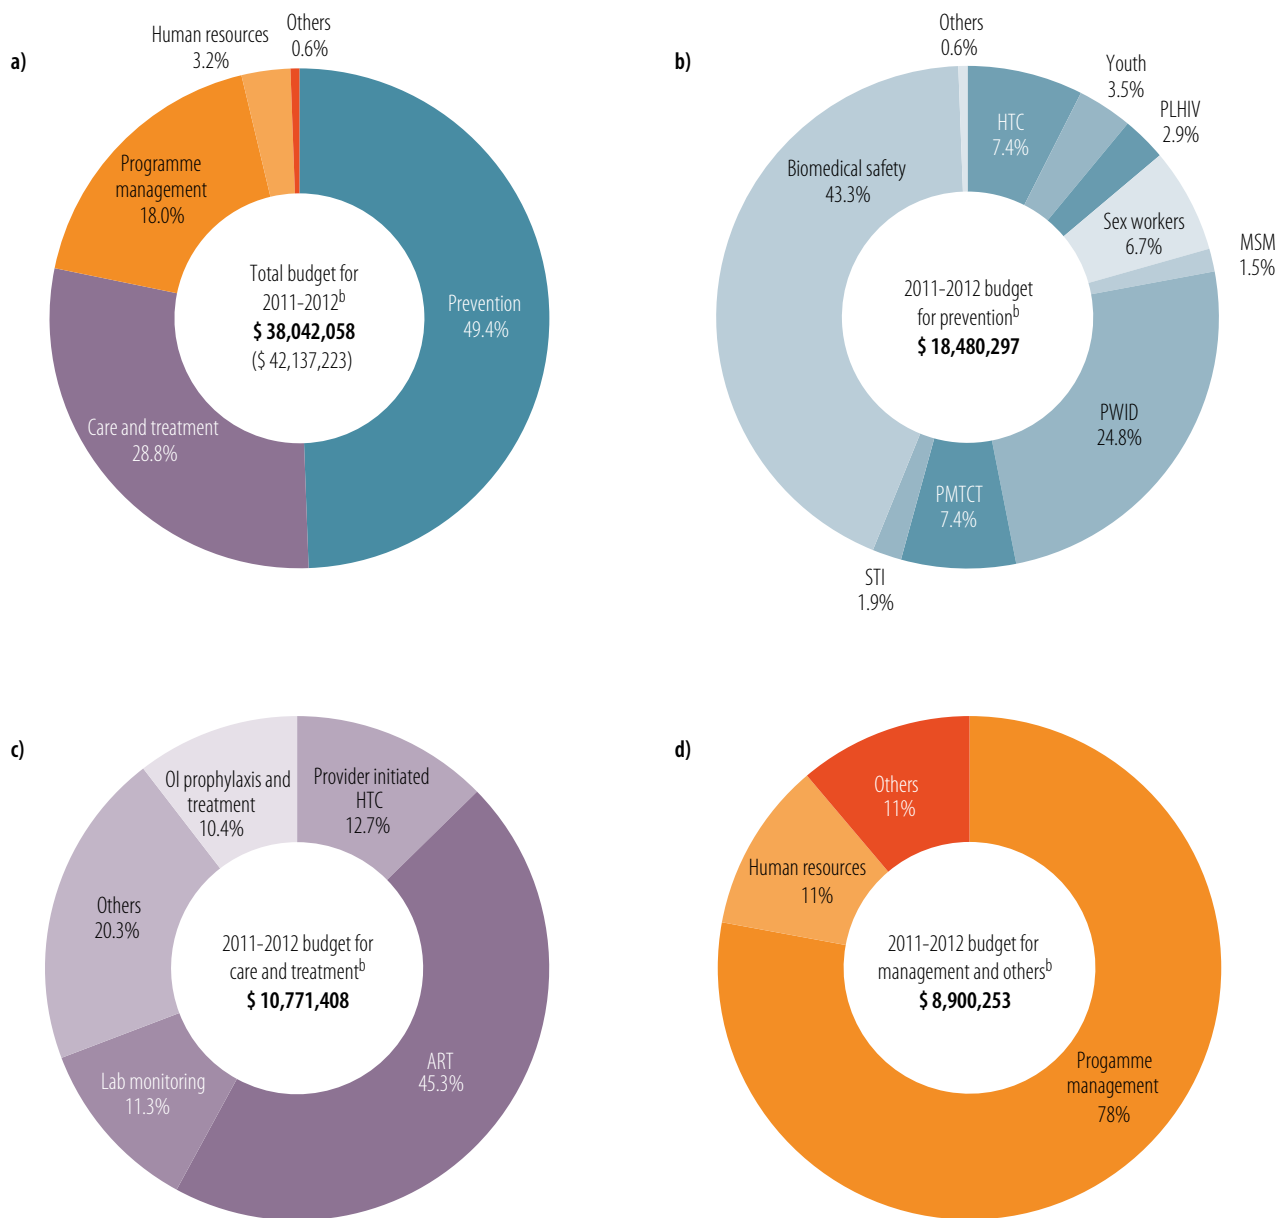 a)
Human resources
3.2%
Others
0.6%
Programme
management
18.0%
Total budget for
2011-2012b
$ 38,042,058
($ 42,137,223)
Prevention
49.4%
Care and treatment
28.8%
b)
Others
0.6%
HTC
7.4%
Youth
3.5%
PLHIV
2.9%
Biomedical safety
43.3%
Sex workers
6.7%
MSM
1.5%
2011-2012 budget
for preventionb
$ 18,480,297
PWID
24.8%
PMTCT
7.4%
STI
1.9%
c)
OI prophylaxis and
treatment
10.4%
Provider initiated
HTC
12.7%
Others
20.3%
2011-2012 budget for
care and treatmentb
$ 10,771,408
Lab monitoring
11.3%
ART
45.3%
d)
Others
11%
Human resources
11%
2011-2012 budget for
management and othersb
$ 8,900,253
Progamme
management
78%